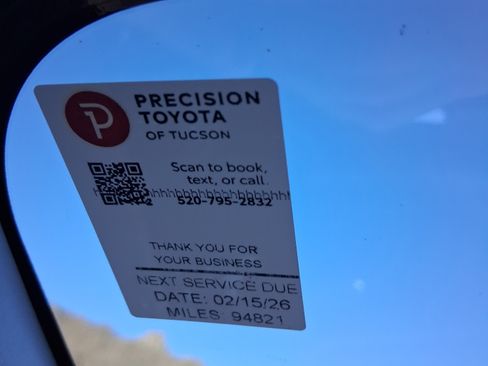 P
PRECISION
TOYOTA
OF TUCSON
Scan to book,
text, or call.
520-795-2832
THANK YOU FOR
YOUR BUSINESS
NEXT SERVICE DUE
DATE: 02/15/26
MILES 94821